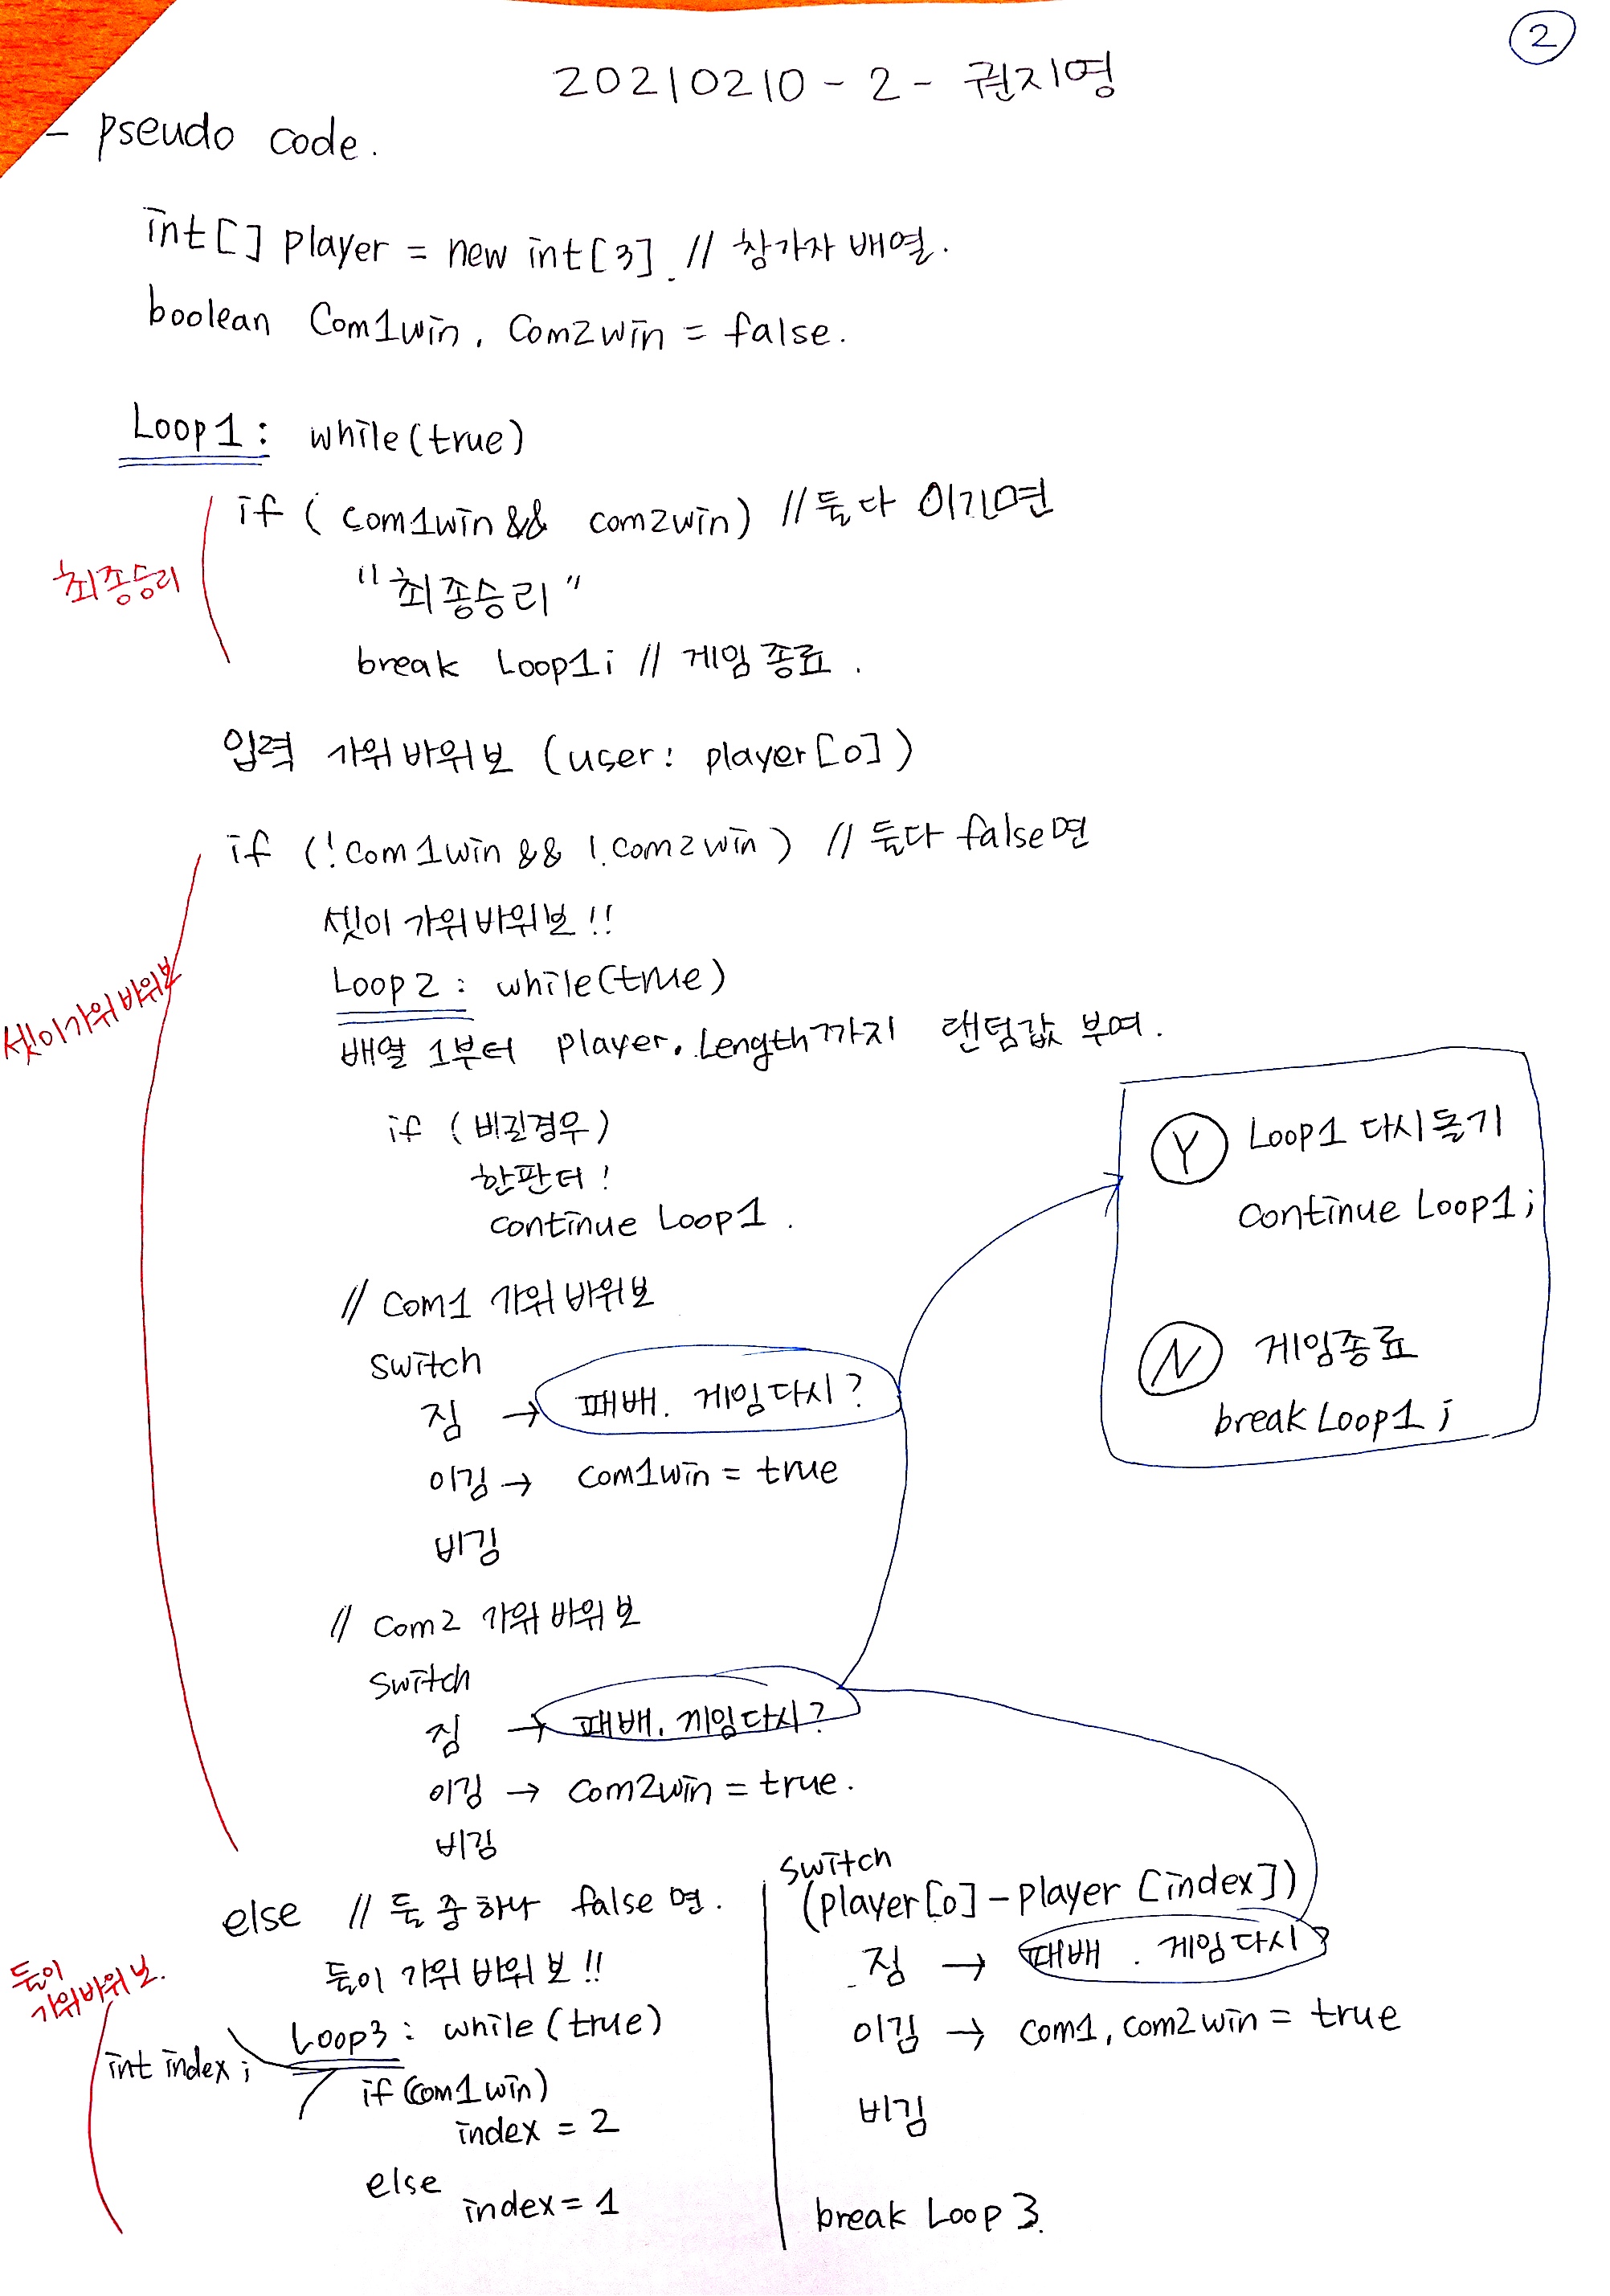 ②
20210210 - 2 - 권지영
- pseudo code.
int[] player = new int[3] // 참가자 배열.
boolean Com1win, Com2win = false.
Loop1 : while(true)
if ( com1win && com2win) // 둘다 이기면
"최종승리"
break Loop1; // 게임종료.
최종승리
입력 가위바위보 (user: player[0])
if (!com1win && !com2win) // 둘다 false면
셋이 가위바위보!!
Loop2 : while(true)
배열 1부터 player.Length까지 랜덤값 부여.
셋이가위바위보
if (비긴경우)
한판더!
continue Loop1.
// Com1 가위바위보
switch
짐 → 패배. 게임다시?
이김 → com1win = true
비김
// Com2 가위바위보
switch
짐 → 패배. 게임다시?
이김 → com2win = true.
비김
Ⓨ Loop1 다시돌기
continue Loop1;
Ⓝ 게임종료
break Loop1;
else // 둘 중 하나 false면.
둘이 가위바위보!!
둘이
가위바위보.
Loop3 : while(true)
int index;
if(com1win)
index = 2
else
index = 1
switch
(player[0] - player[index])
짐 → 패배. 게임다시?
이김 → com1, com2win = true
비김
break Loop3.